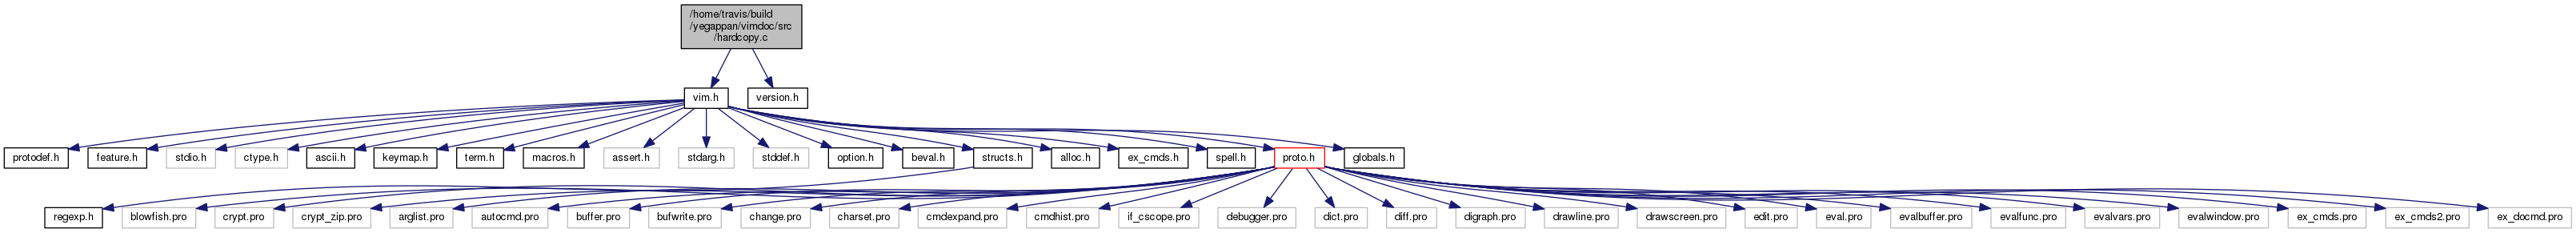 /home/travis/build
/yegappan/vimdoc/src
/hardcopy.c
vim.h
version.h
protodef.h
feature.h
stdio.h
ctype.h
ascii.h
keymap.h
term.h
macros.h
assert.h
stdarg.h
stddef.h
option.h
beval.h
structs.h
alloc.h
ex_cmds.h
spell.h
proto.h
globals.h
regexp.h
blowfish.pro
crypt.pro
crypt_zip.pro
arglist.pro
autocmd.pro
buffer.pro
bufwrite.pro
change.pro
charset.pro
cmdexpand.pro
cmdhist.pro
if_cscope.pro
debugger.pro
dict.pro
diff.pro
digraph.pro
drawline.pro
drawscreen.pro
edit.pro
eval.pro
evalbuffer.pro
evalfunc.pro
evalvars.pro
evalwindow.pro
ex_cmds.pro
ex_cmds2.pro
ex_docmd.pro